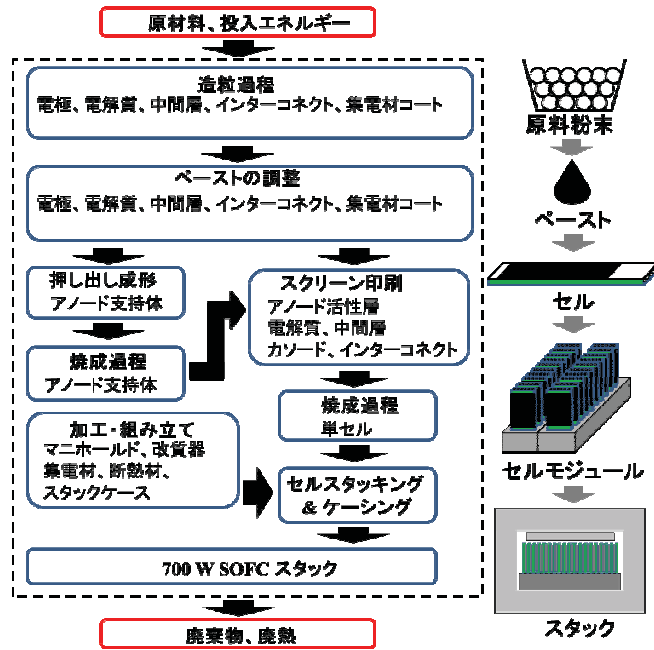 原材料、投入エネルギー
造粒過程
電極、電解質、中間層、インターコネクト、集電材コート
ペーストの調整
電極、電解質、中間層、インターコネクト、集電材コート
押し出し成形
アノード支持体
焼成過程
アノード支持体
スクリーン印刷
アノード活性層
電解質、中間層
カソード、インターコネクト
焼成過程
単セル
加工・組み立て
マニホールド、改質器
集電材、断熱材、
スタックケース
セルスタッキング
& ケーシング
700 W SOFC スタック
廃棄物、廃熱
原料粉末
ペースト
セル
セルモジュール
スタック